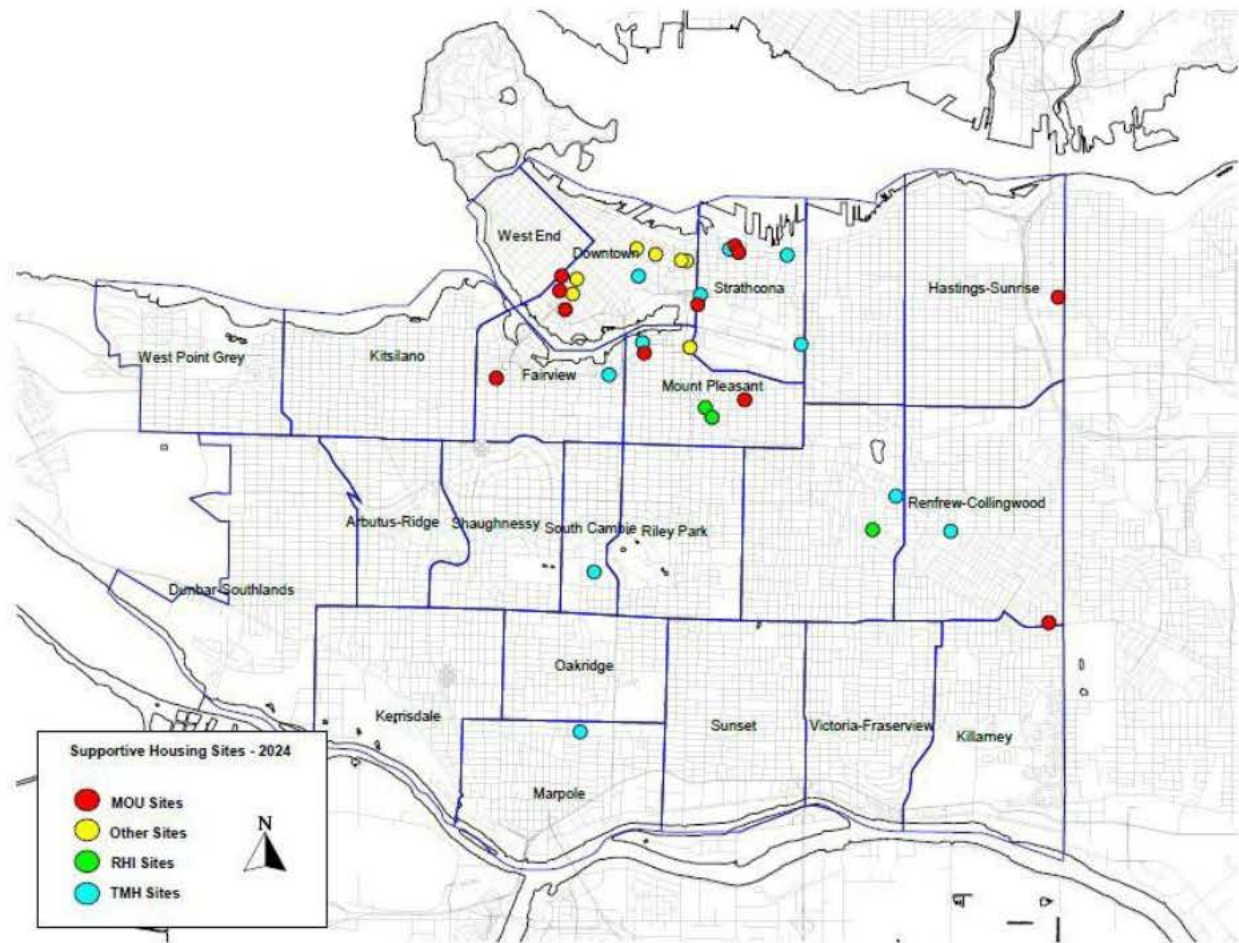 West End
Downtown
Strathcona
Hastings-Sunrise
West Point Grey
Kitsilano
Fairview
Mount Pleasant
Arbutus-Ridge
Shaughnessy
South Cambie
Riley Park
Renfrew-Collingwood
Dunbar-Southlands
Oakridge
Kerrisdale
Sunset
Victoria-Fraserview
Killarney
Marpole
Supportive Housing Sites - 2024
MOU Sites
Other Sites
RHI Sites
TMH Sites
N